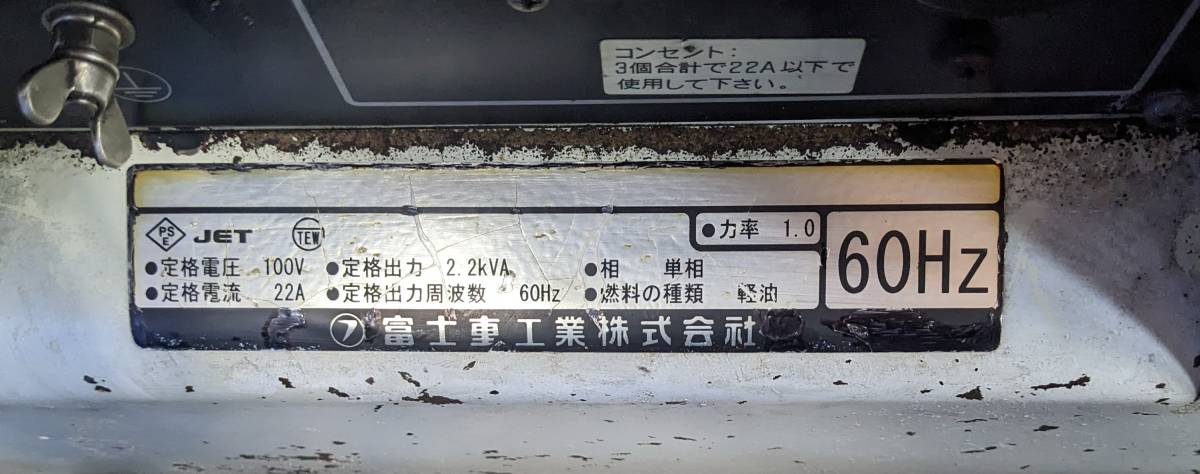 コンセント：
3個合計で22A以下で
使用して下さい。
PSE JET TEW
●力率 1.0
●定格電圧 100V ●定格出力 2.2kVA ●相 単相
●定格電流 22A ●定格出力周波数 60Hz ●燃料の種類 軽油
60Hz
フ 富士重工業株式会社